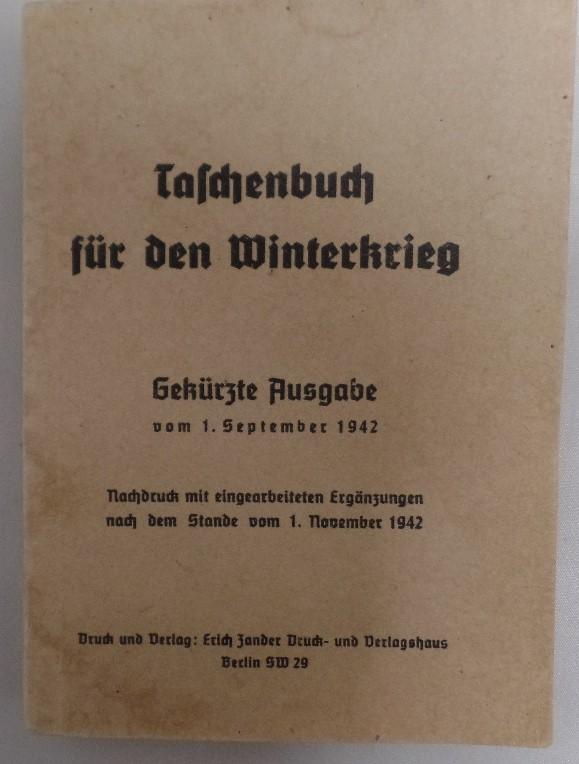 Taſchenbuch
für den Winterkrieg
Gekürzte Ausgabe
vom 1. September 1942
Nachdruck mit eingearbeiteten Ergänzungen
nach dem Stande vom 1. November 1942
Druck und Verlag: Erich Zander Druck- und Verlagshaus
Berlin SW 29